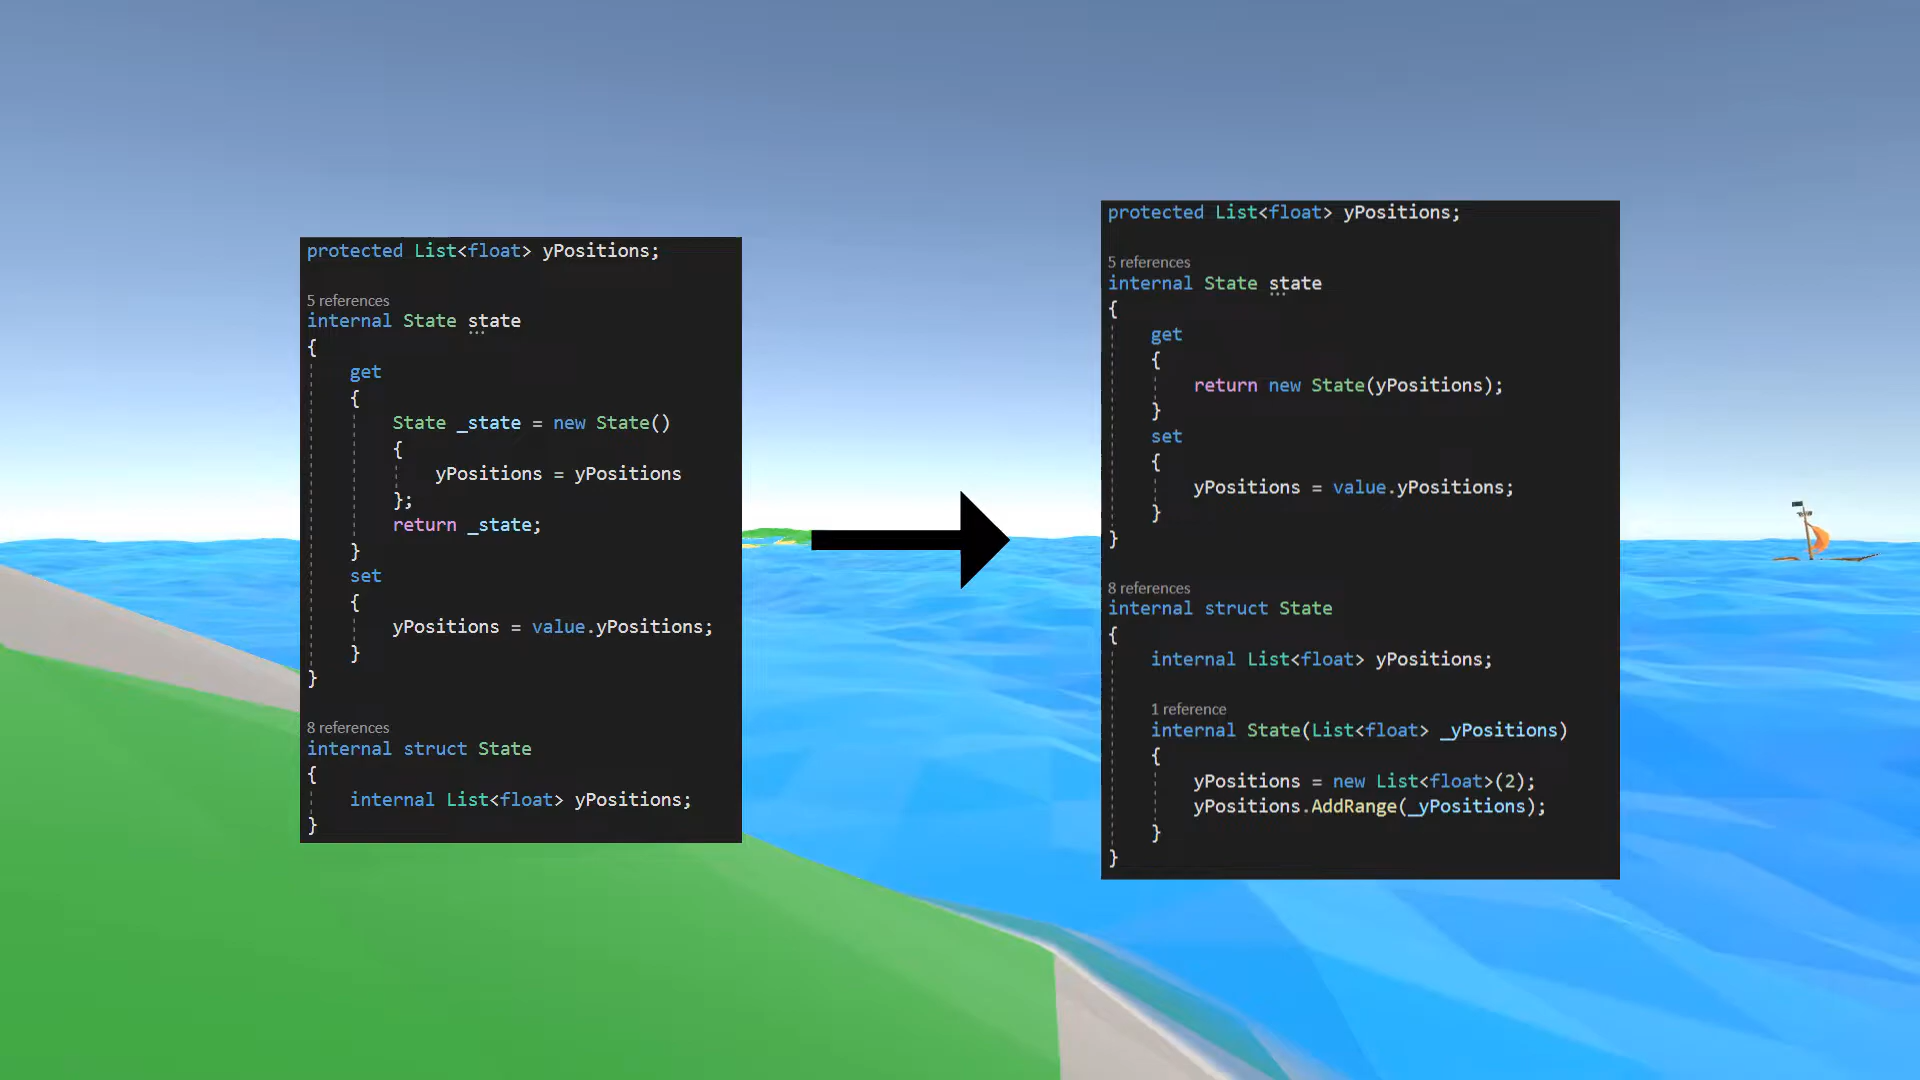 protected List<float> yPositions;
5 references
internal State state
{
get
{
State _state = new State()
{
yPositions = yPositions
};
return _state;
}
set
{
yPositions = value.yPositions;
}
}
8 references
internal struct State
{
internal List<float> yPositions;
}
protected List<float> yPositions;
5 references
internal State state
{
get
{
return new State(yPositions);
}
set
{
yPositions = value.yPositions;
}
}
8 references
internal struct State
{
internal List<float> yPositions;
1 reference
internal State(List<float> _yPositions)
{
yPositions = new List<float>(2);
yPositions.AddRange(_yPositions);
}
}